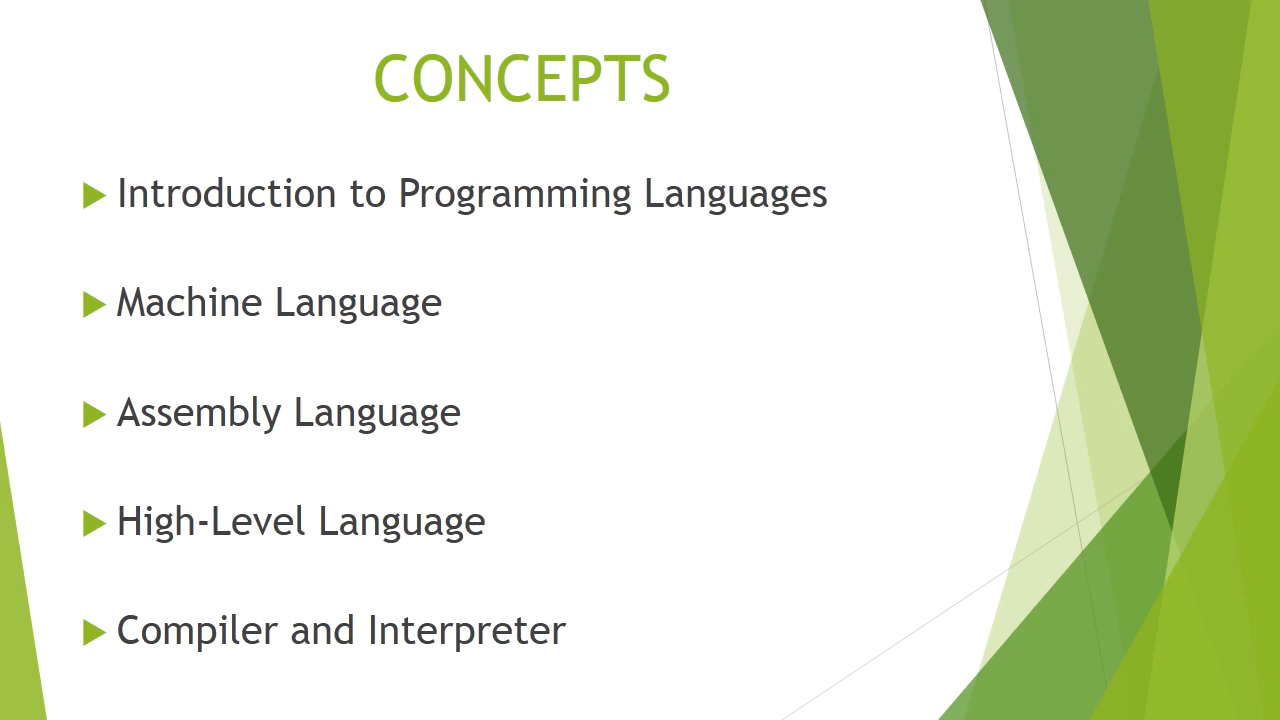 CONCEPTS
Introduction to Programming Languages
Machine Language
Assembly Language
High-Level Language
Compiler and Interpreter